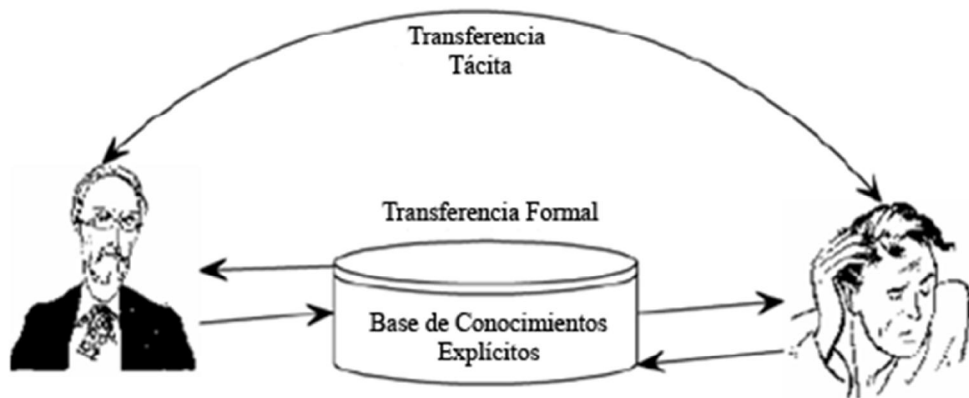 Transferencia
Tácita
Transferencia Formal
Base de Conocimientos
Explícitos